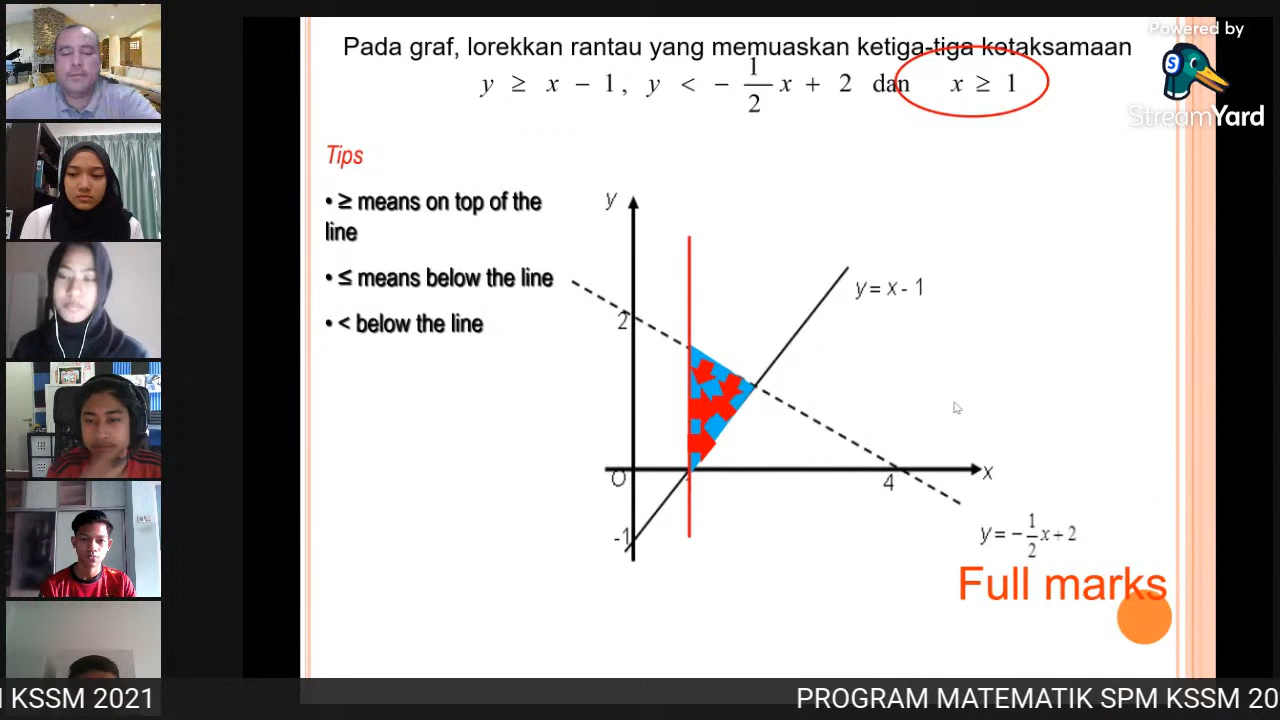 Powered by
StreamYard
Pada graf, lorekkan rantau yang memuaskan ketiga-tiga kotaksamaan
y ≥ x − 1, y < − 1/2 x + 2 dan x ≥ 1
Tips
• ≥ means on top of the
line
• ≤ means below the line
• < below the line
y
y = x - 1
2
O
4
x
-1
y = − 1/2 x + 2
Full marks
I KSSM 2021
PROGRAM MATEMATIK SPM KSSM 20